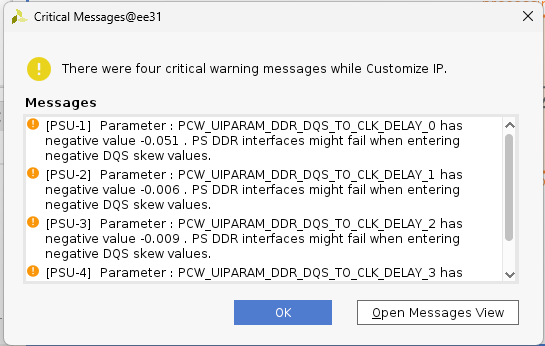 Critical Messages@ee31
There were four critical warning messages while Customize IP.
Messages
[PSU-1] Parameter : PCW_UIPARAM_DDR_DQS_TO_CLK_DELAY_0 has
negative value -0.051 . PS DDR interfaces might fail when entering
negative DQS skew values.
[PSU-2] Parameter : PCW_UIPARAM_DDR_DQS_TO_CLK_DELAY_1 has
negative value -0.006 . PS DDR interfaces might fail when entering
negative DQS skew values.
[PSU-3] Parameter : PCW_UIPARAM_DDR_DQS_TO_CLK_DELAY_2 has
negative value -0.009 . PS DDR interfaces might fail when entering
negative DQS skew values.
[PSU-4] Parameter : PCW_UIPARAM_DDR_DQS_TO_CLK_DELAY_3 has
OK
Open Messages View